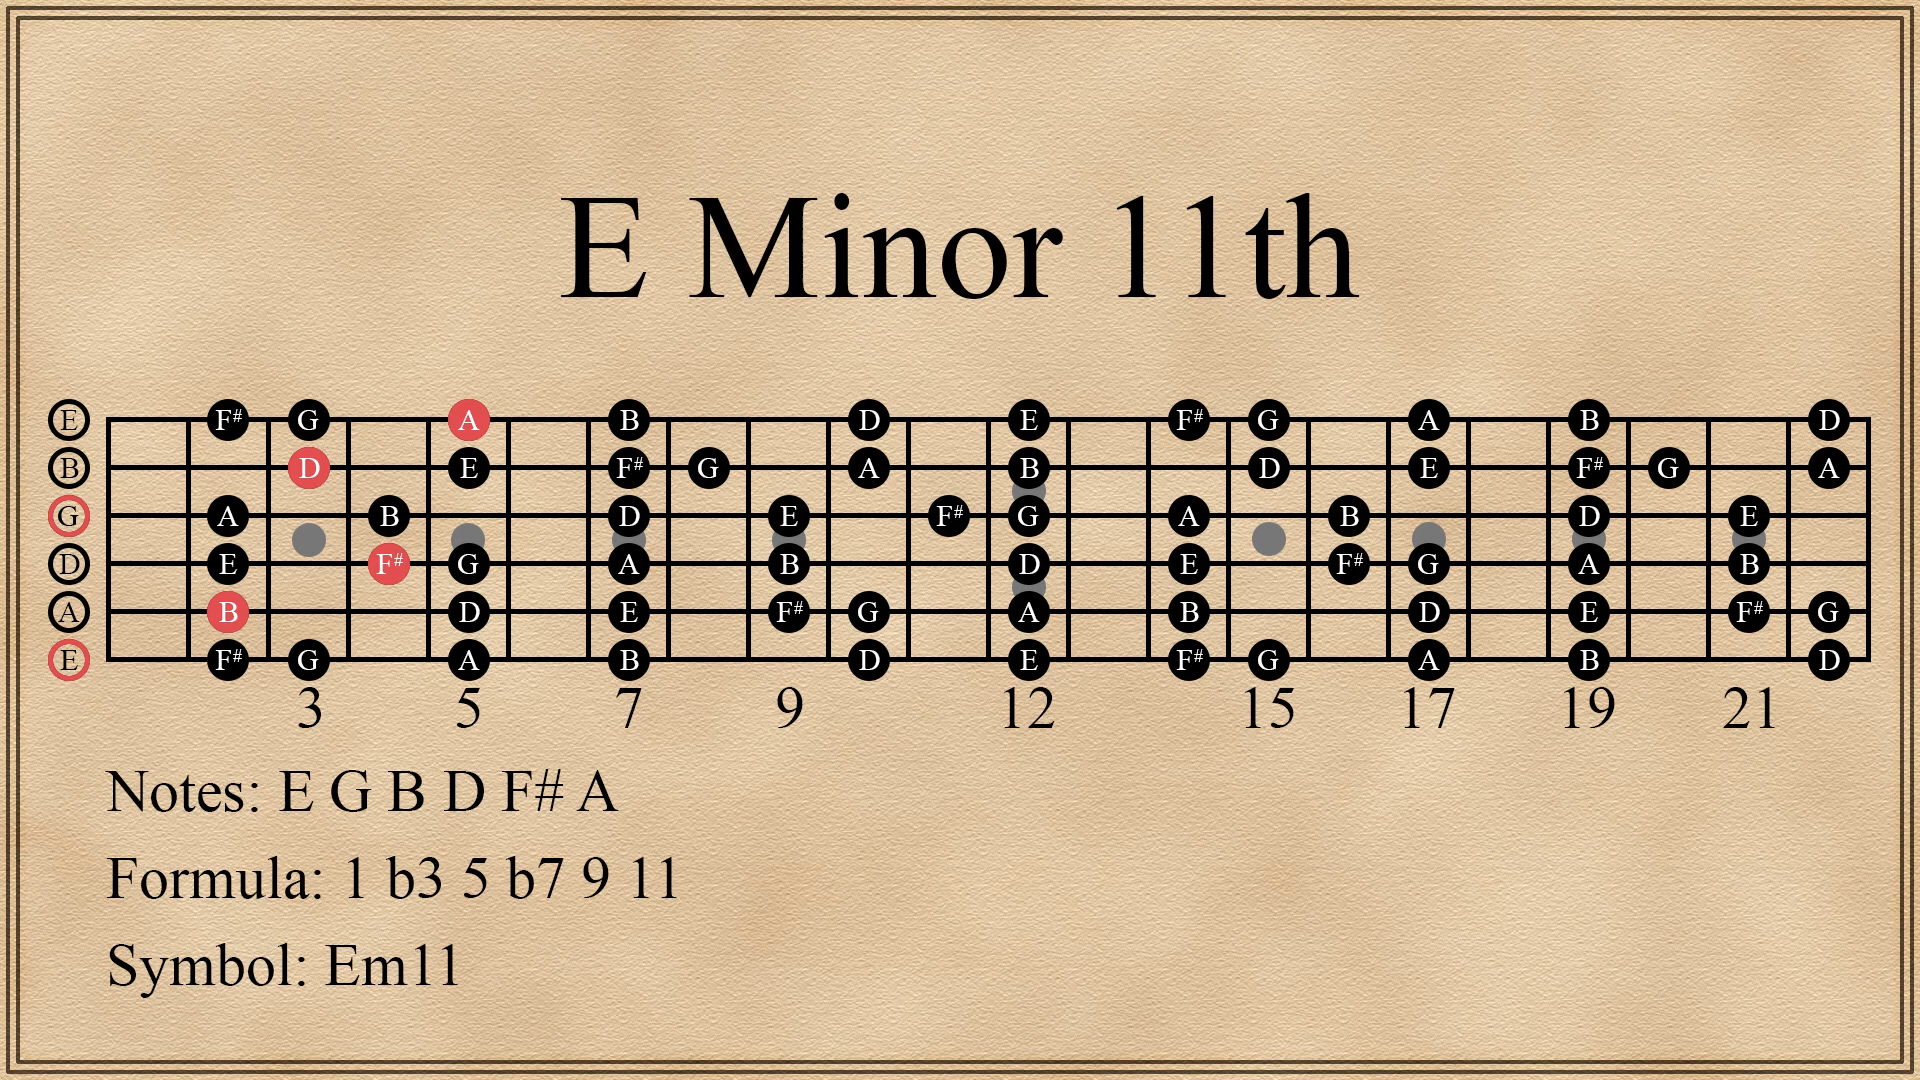 E Minor 11th
E F# G A B D E F# G A B D
B D E F# G A B D E F# G A
G A B D E F# G A B D E
D E F# G A B D E F# G A B
A B D E F# G A B D E F# G
E F# G A B D E F# G A B D
3 5 7 9 12 15 17 19 21
Notes: E G B D F# A
Formula: 1 b3 5 b7 9 11
Symbol: Em11